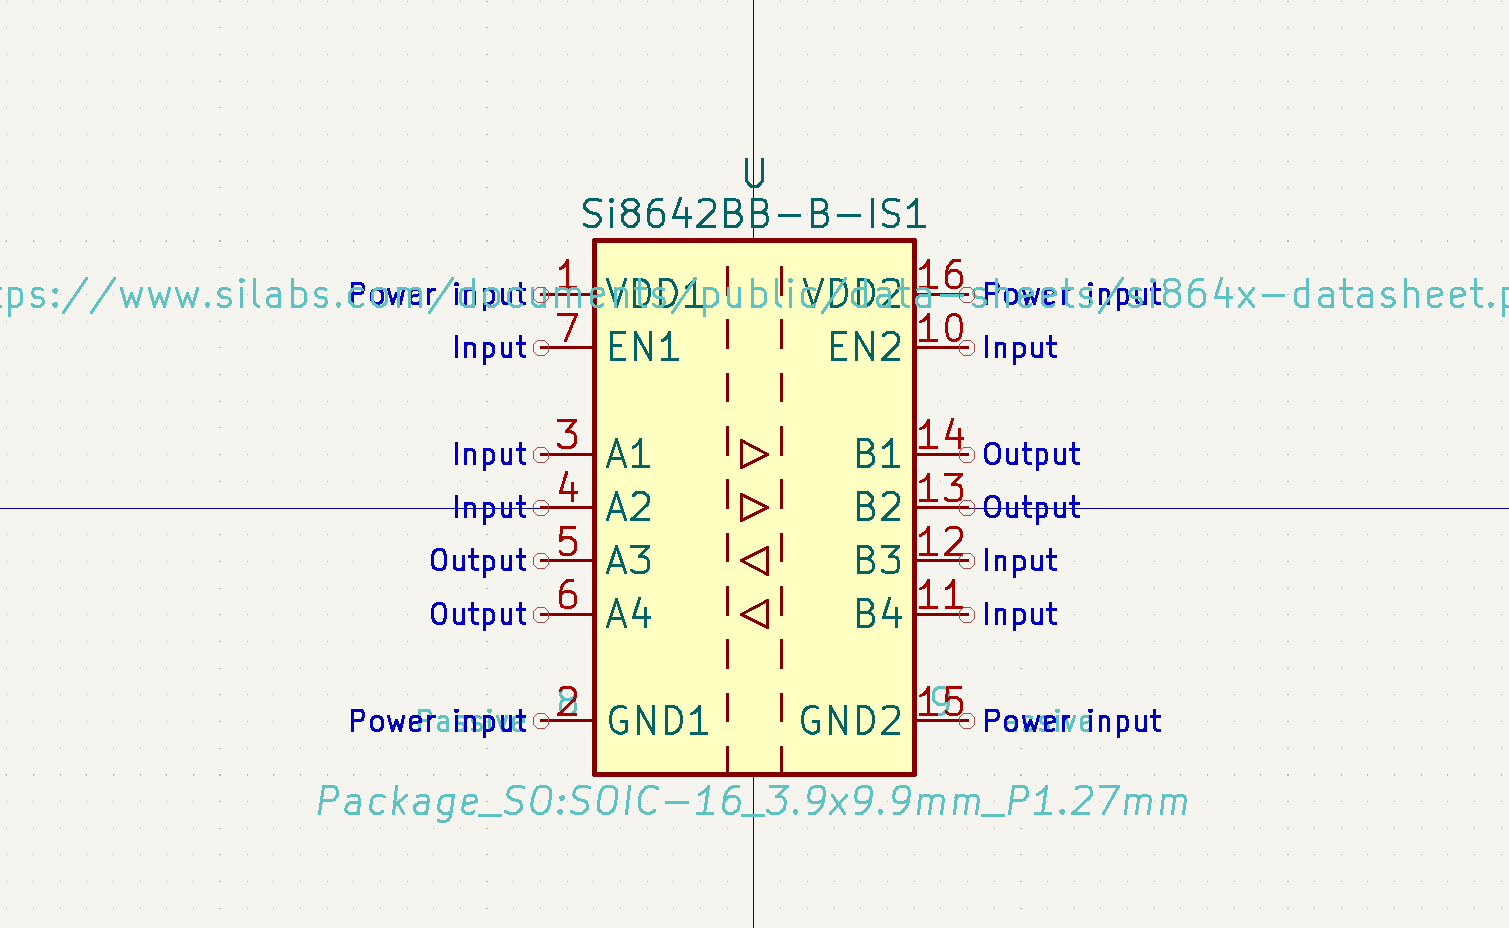 U
Si8642BB-B-IS1
tps://www.silabs.com/documents/public/data-sheets/si864x-datasheet.p
Power input 1 VDD1 VDD2 16 Power input
Input 7 EN1 EN2 10 Input
Input 3 A1 B1 14 Output
Input 4 A2 B2 13 Output
Output 5 A3 B3 12 Input
Output 6 A4 B4 11 Input
Power input 2 GND1 GND2 15 Power input
Passive 8 9 Passive
Package_SO:SOIC-16_3.9x9.9mm_P1.27mm